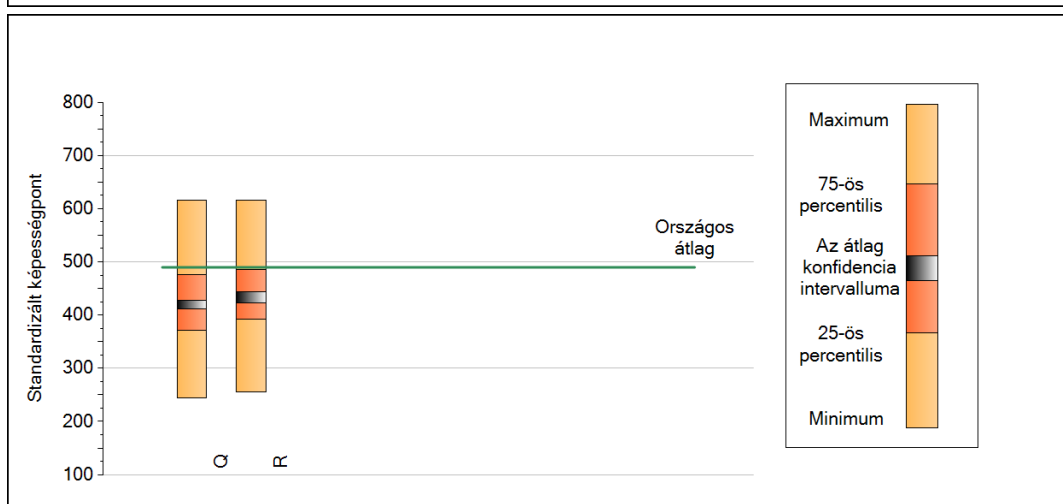 Standardizált képességpont
800
700
600
500
400
300
200
100
Q
R
Országos
átlag
Maximum
75-ös
percentilis
Az átlag
konfidencia
intervalluma
25-ös
percentilis
Minimum